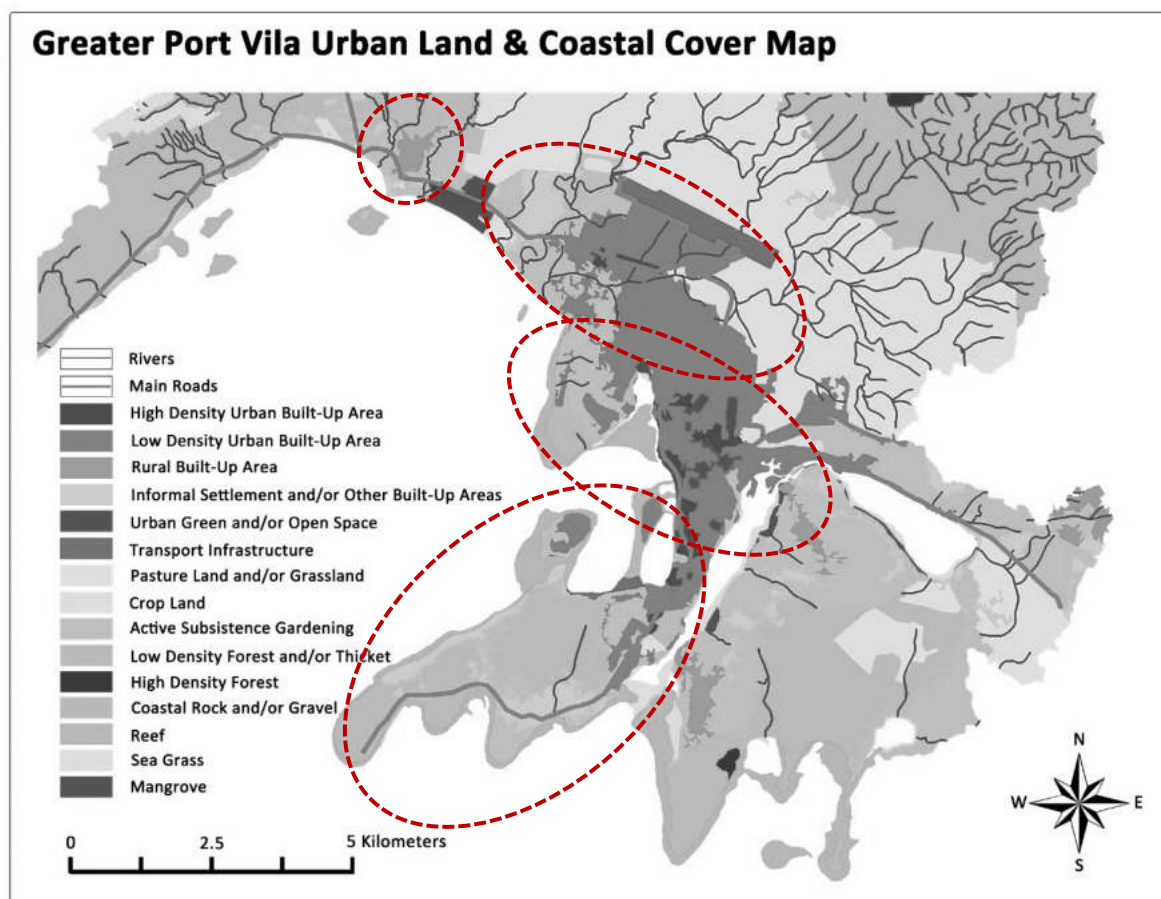 Greater Port Vila Urban Land & Coastal Cover Map
Rivers
Main Roads
High Density Urban Built-Up Area
Low Density Urban Built-Up Area
Rural Built-Up Area
Informal Settlement and/or Other Built-Up Areas
Urban Green and/or Open Space
Transport Infrastructure
Pasture Land and/or Grassland
Crop Land
Active Subsistence Gardening
Low Density Forest and/or Thicket
High Density Forest
Coastal Rock and/or Gravel
Reef
Sea Grass
Mangrove
0 2.5 5 Kilometers
N
W E
S